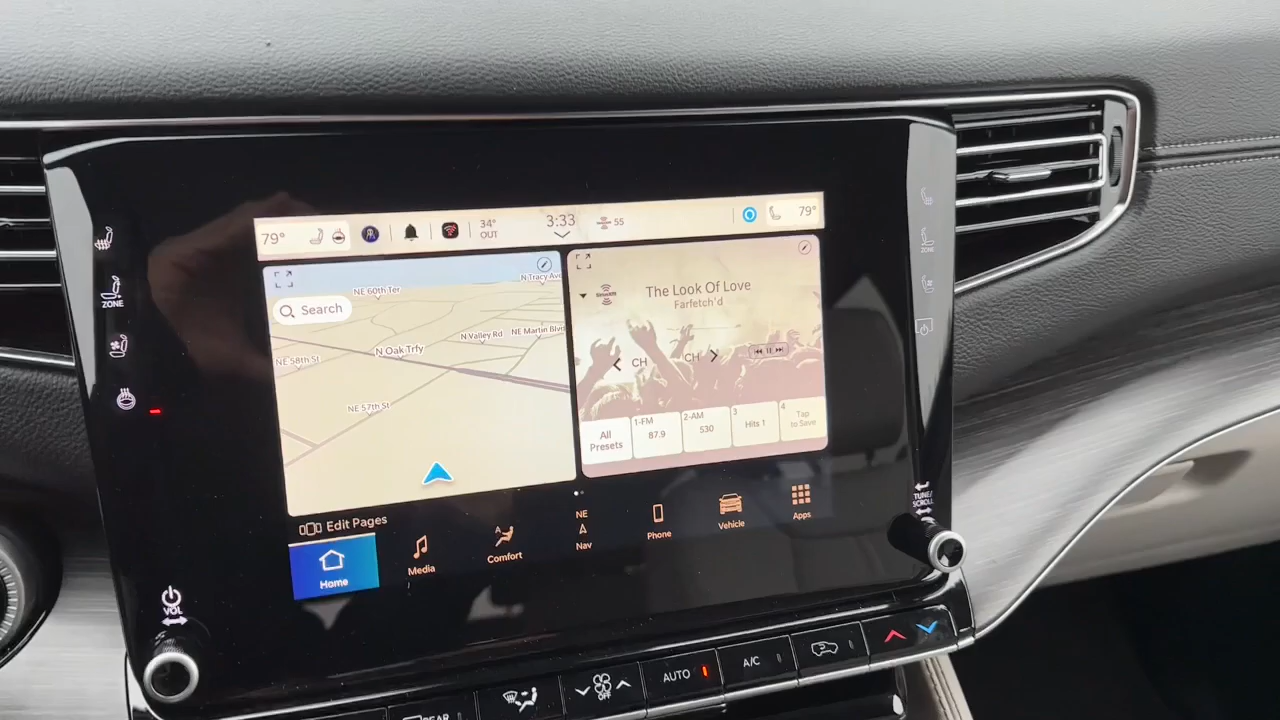 79°
34°
OUT
3:33
55
79°
ZONE
ZONE
NE 60th Ter
N Tracy Ave
Search
N Valley Rd
NE Martin Blvd
N Oak Trfy
NE 58th St
NE 57th St
SiriusXM
The Look Of Love
Farfetch'd
CH
CH
All
Presets
1-FM
87.9
2-AM
530
3
Hits 1
4
Tap
to Save
Edit Pages
Home
Media
A
Comfort
NE
Nav
Phone
Vehicle
Apps
TUNE/
SCROLL
VOL
REAR
OFF
AUTO
A/C